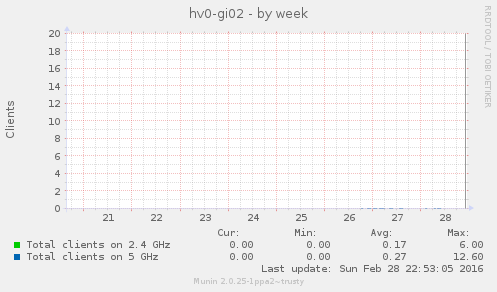 hv0-gi02 - by week
RRDTOOL / TOBI OETIKER
Clients
20
18
16
14
12
10
8
6
4
2
0
21 22 23 24 25 26 27 28
Cur: Min: Avg: Max:
Total clients on 2.4 GHz 0.00 0.00 0.17 6.00
Total clients on 5 GHz 0.00 0.00 0.27 12.60
Last update: Sun Feb 28 22:53:05 2016
Munin 2.0.25-1ppa2~trusty